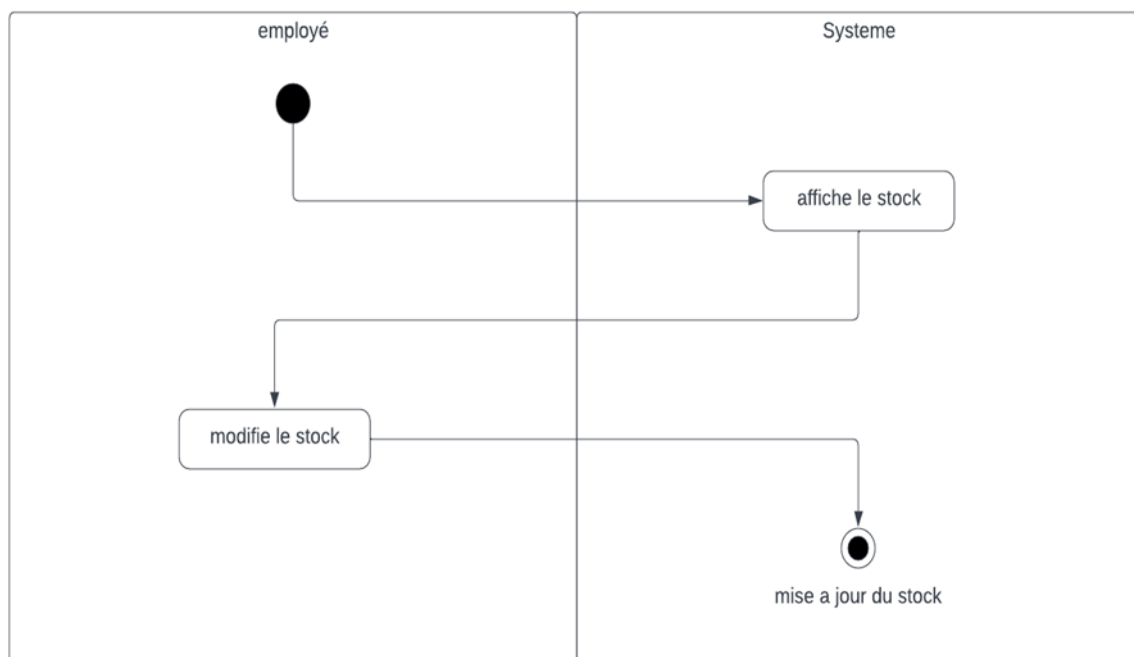 employé
Systeme
affiche le stock
modifie le stock
mise a jour du stock